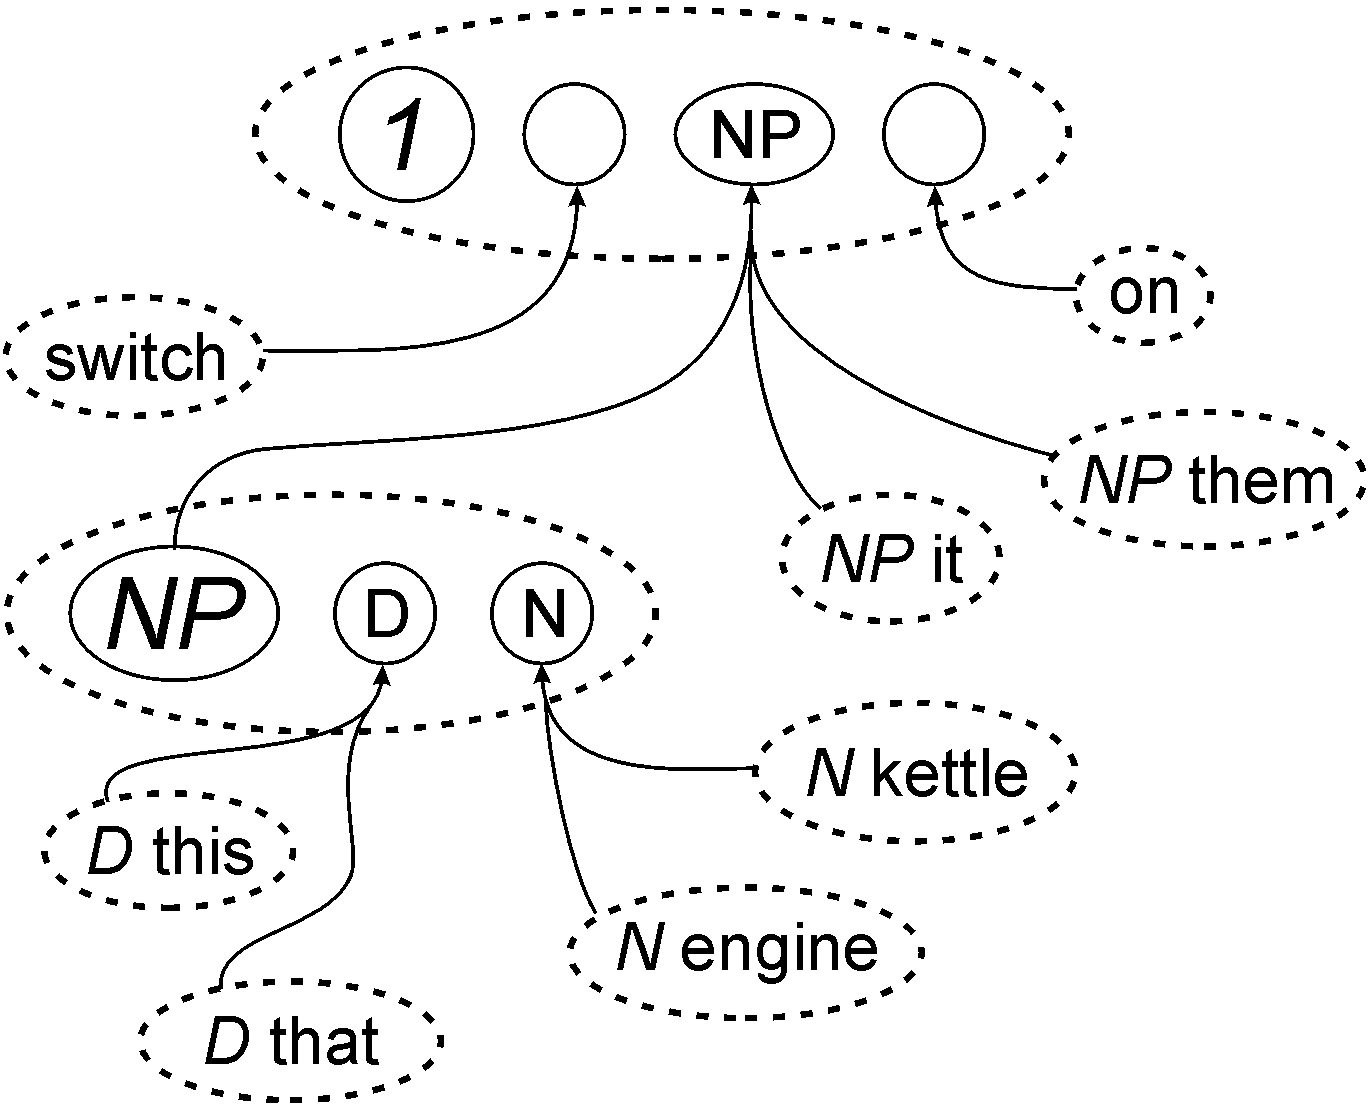 1 NP
on
switch
NP them
NP it
NP D N
N kettle
D this
N engine
D that